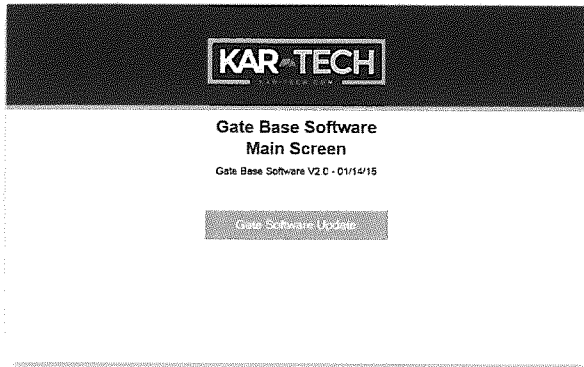 KAR-TECH
Gate Base Software
Main Screen
Gate Base Software V2.0 - 01/14/15
Gate Software Update